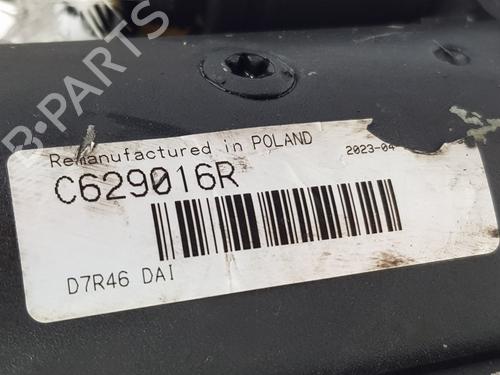 B-PARTS
Remanufactured in POLAND 2023-04
C629016R
D7R46 DAI